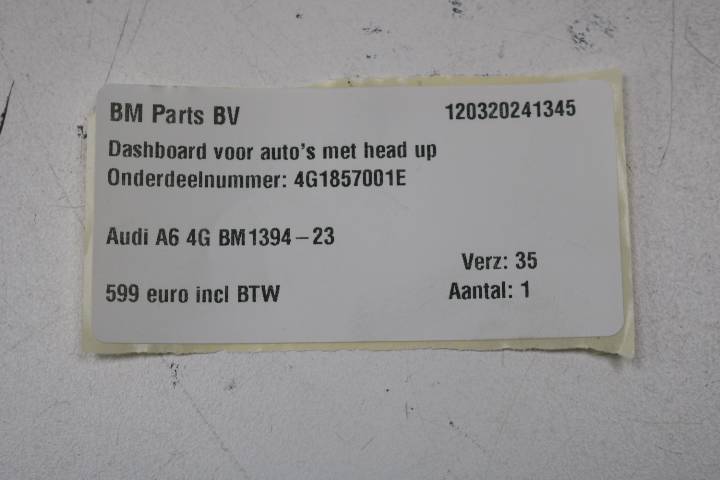 BM Parts BV 120320241345
Dashboard voor auto's met head up
Onderdeelnummer: 4G1857001E
Audi A6 4G BM1394-23
Verz: 35
599 euro incl BTW Aantal: 1